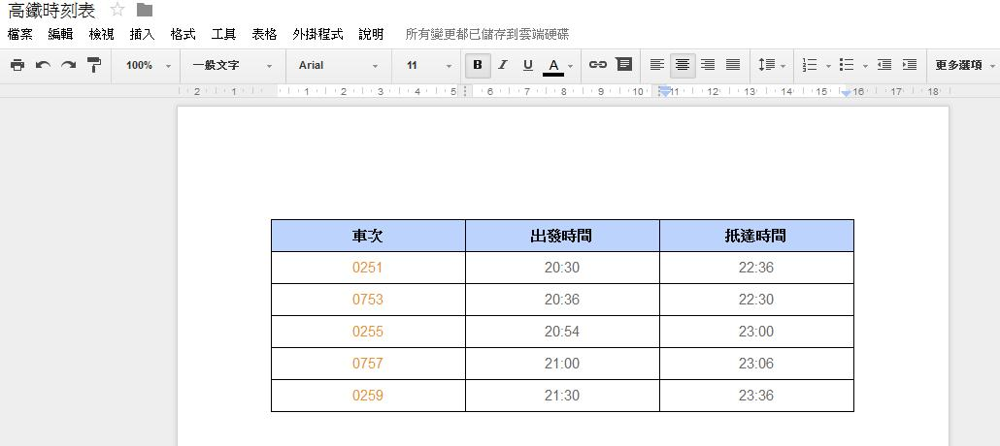 高鐵時刻表
檔案 編輯 檢視 插入 格式 工具 表格 外掛程式 說明 所有變更都已儲存到雲端硬碟
100% 一般文字 Arial 11 B I U A 更多選項
2 1 1 2 3 4 5 6 7 8 9 10 11 12 13 14 15 16 17 18
車次 出發時間 抵達時間
0251 20:30 22:36
0753 20:36 22:30
0255 20:54 23:00
0757 21:00 23:06
0259 21:30 23:36